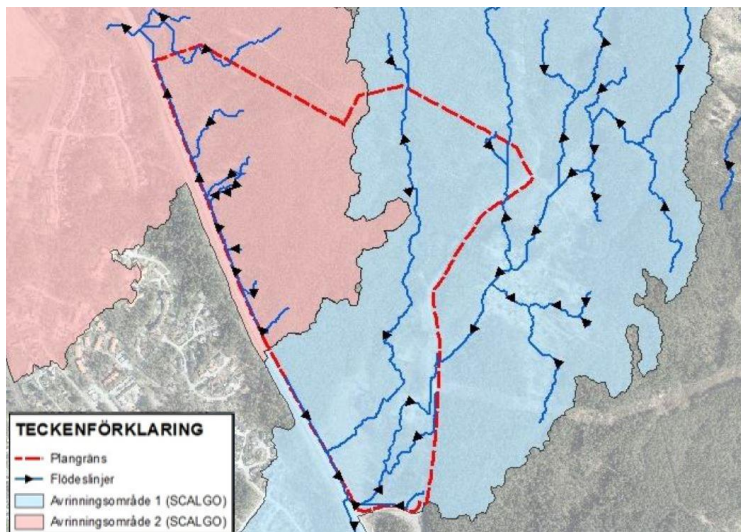 TECKENFÖRKLARING
Plangräns
Flödeslinjer
Avrinningsområde 1 (SCALGO)
Avrinningsområde 2 (SCALGO)